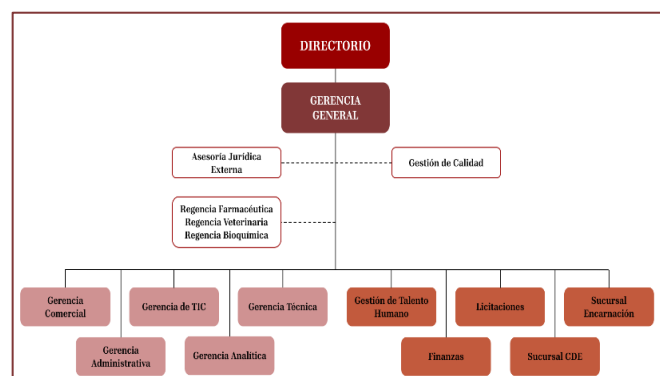 DIRECTORIO
GERENCIA
GENERAL
Asesoría Jurídica
Externa
Gestión de Calidad
Regencia Farmacéutica
Regencia Veterinaria
Regencia Bioquímica
Gerencia
Comercial
Gerencia de TIC
Gerencia Técnica
Gestión de Talento
Humano
Licitaciones
Sucursal
Encarnación
Gerencia
Administrativa
Gerencia Analítica
Finanzas
Sucursal CDE